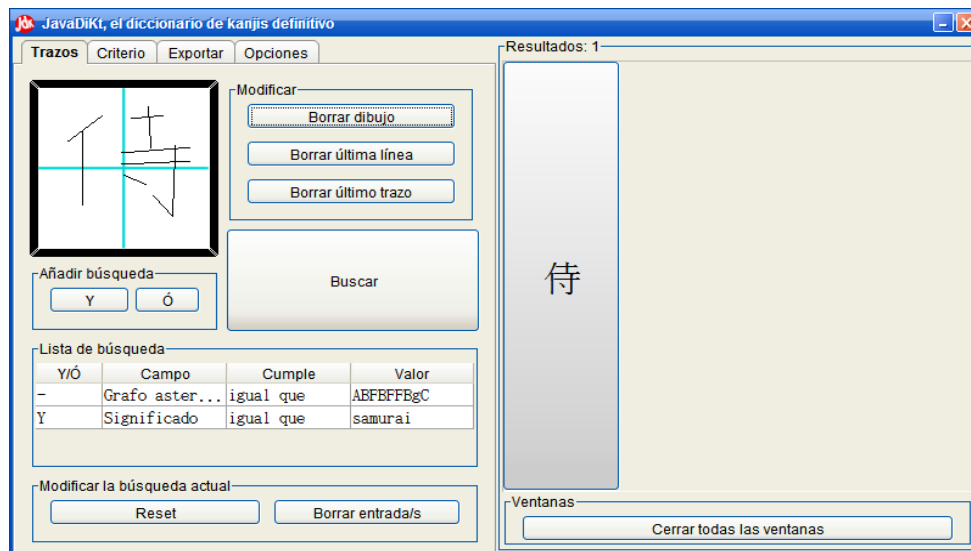 Jdk JavaDiKt, el diccionario de kanjis definitivo
Trazos Criterio Exportar Opciones
侍
Modificar
Borrar dibujo
Borrar última línea
Borrar último trazo
Añadir búsqueda
Y Ó
Buscar
Lista de búsqueda
Y/Ó Campo Cumple Valor
- Grafo aster... igual que ABFBFFBgC
Y Significado igual que samurai
Modificar la búsqueda actual
Reset Borrar entrada/s
Resultados: 1
侍
Ventanas
Cerrar todas las ventanas